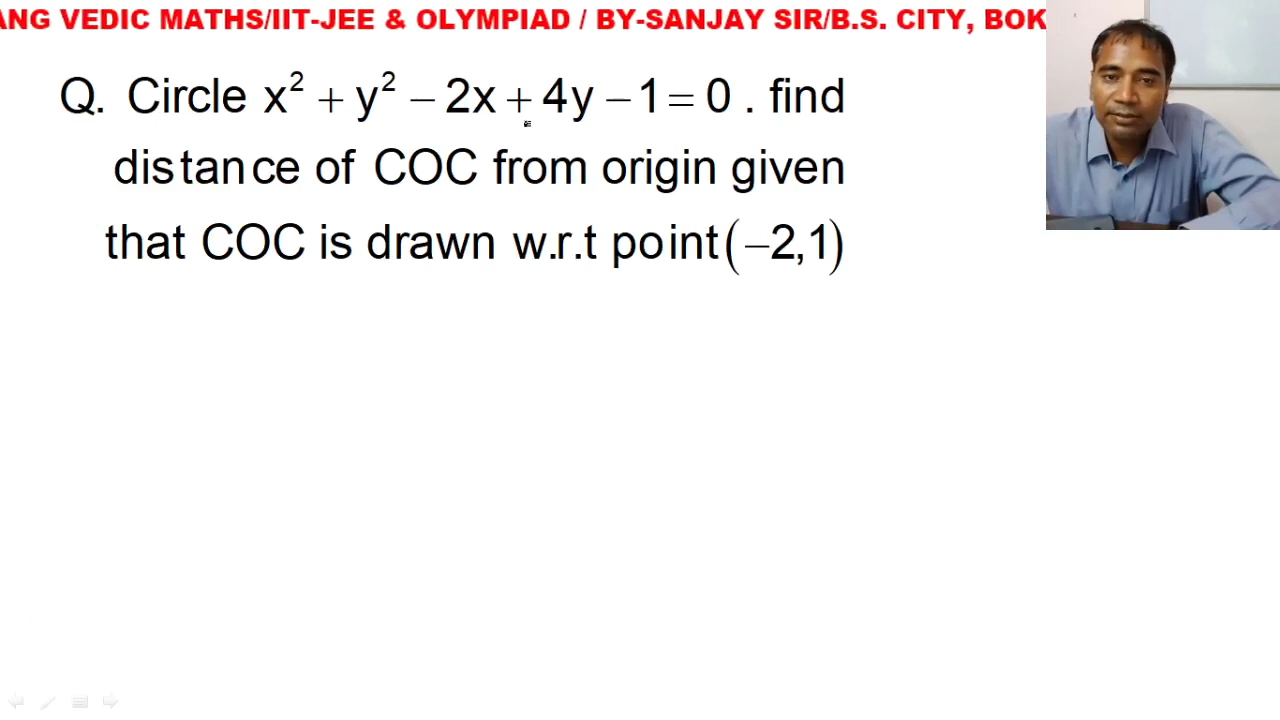 ANG VEDIC MATHS/IIT-JEE & OLYMPIAD / BY-SANJAY SIR/B.S. CITY, BOK
Q. Circle x² + y² − 2x + 4y − 1 = 0 . find
distance of COC from origin given
that COC is drawn w.r.t point (−2,1)